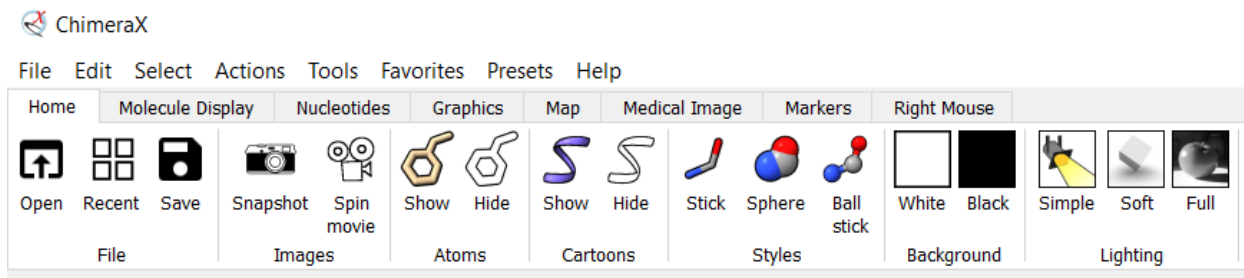 ChimeraX
File Edit Select Actions Tools Favorites Presets Help
Home Molecule Display Nucleotides Graphics Map Medical Image Markers Right Mouse
Open Recent Save Snapshot Spin movie Show Hide Show Hide Stick Sphere Ball stick White Black Simple Soft Full
File Images Atoms Cartoons Styles Background Lighting